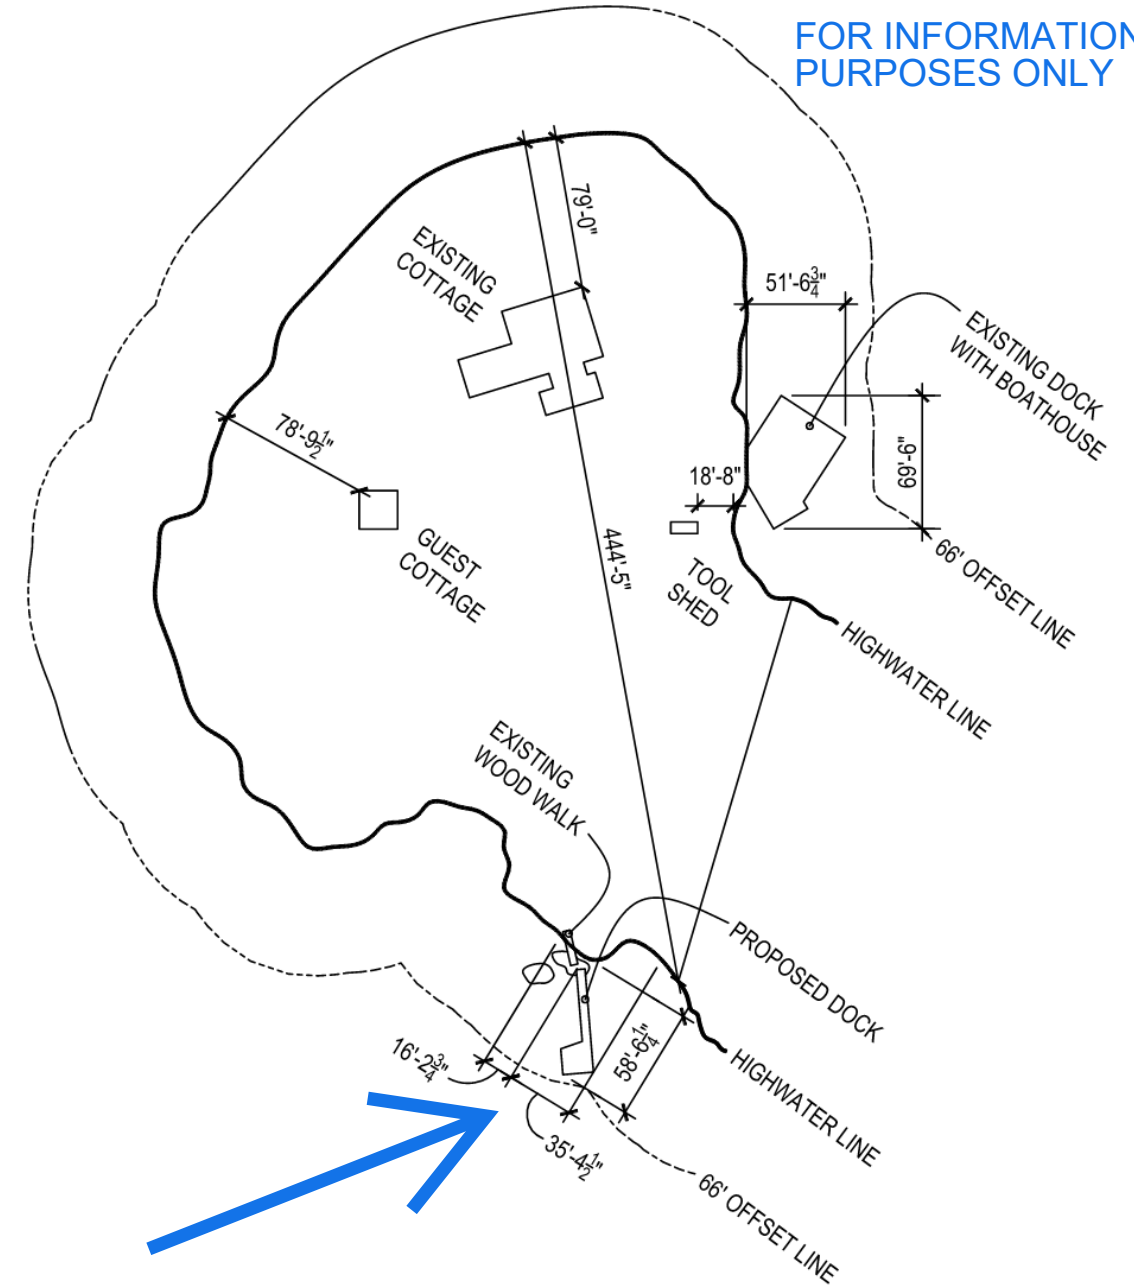 FOR INFORMATION
PURPOSES ONLY
79'-0"
EXISTING
COTTAGE
51'-6¾"
EXISTING DOCK
WITH BOATHOUSE
78'-9½"
69'-6"
18'-8"
GUEST
COTTAGE
444'-5"
TOOL
SHED
66' OFFSET LINE
HIGHWATER LINE
EXISTING
WOOD WALK
PROPOSED DOCK
16'-2¾"
58'-6¼"
HIGHWATER LINE
35'-4½"
66' OFFSET LINE